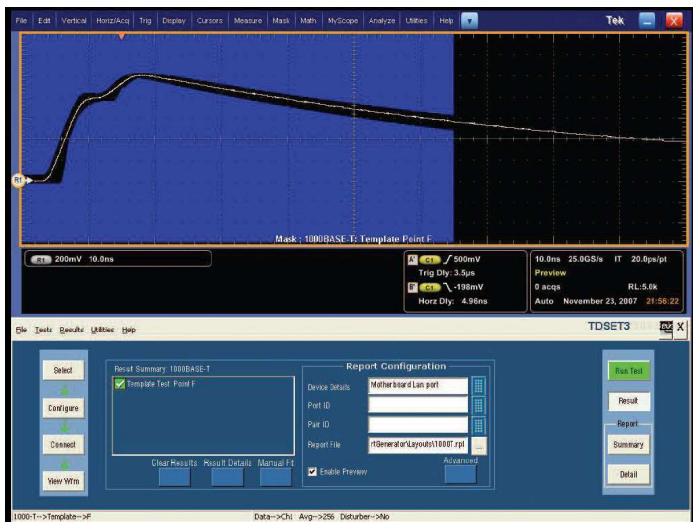 File Edit Vertical Horiz/Acq Trig Display Cursors Measure Mask Math MyScope Analyze Utilities Help Tek X
R1
Mask : 1000BASE-T: Template Point F
R1 200mV 10.0ns
A' C1 500mV
Trig Dly: 3.5µs
B' C1 -198mV
Horz Dly: 4.96ns
10.0ns 25.0GS/s IT 20.0ps/pt
Preview
0 acqs RL:5.0k
Auto November 23, 2007 21:56:22
File Tests Results Utilities Help TDSET3 X
Select
Configure
Connect
View Wfm
Result Summary: 1000BASE-T
Template Test Point F
Clear Results Result Details Manual Fit
Report Configuration
Device Details Motherboard Lan port
Port ID
Pair ID
Report File rtGenerator\Layouts\1000T.rpl ...
Enable Preview
Advanced
Run Test
Result
Report
Summary
Detail
1000-T-->Template-->F Data-->Ch1 Avg-->256 Disturber-->No